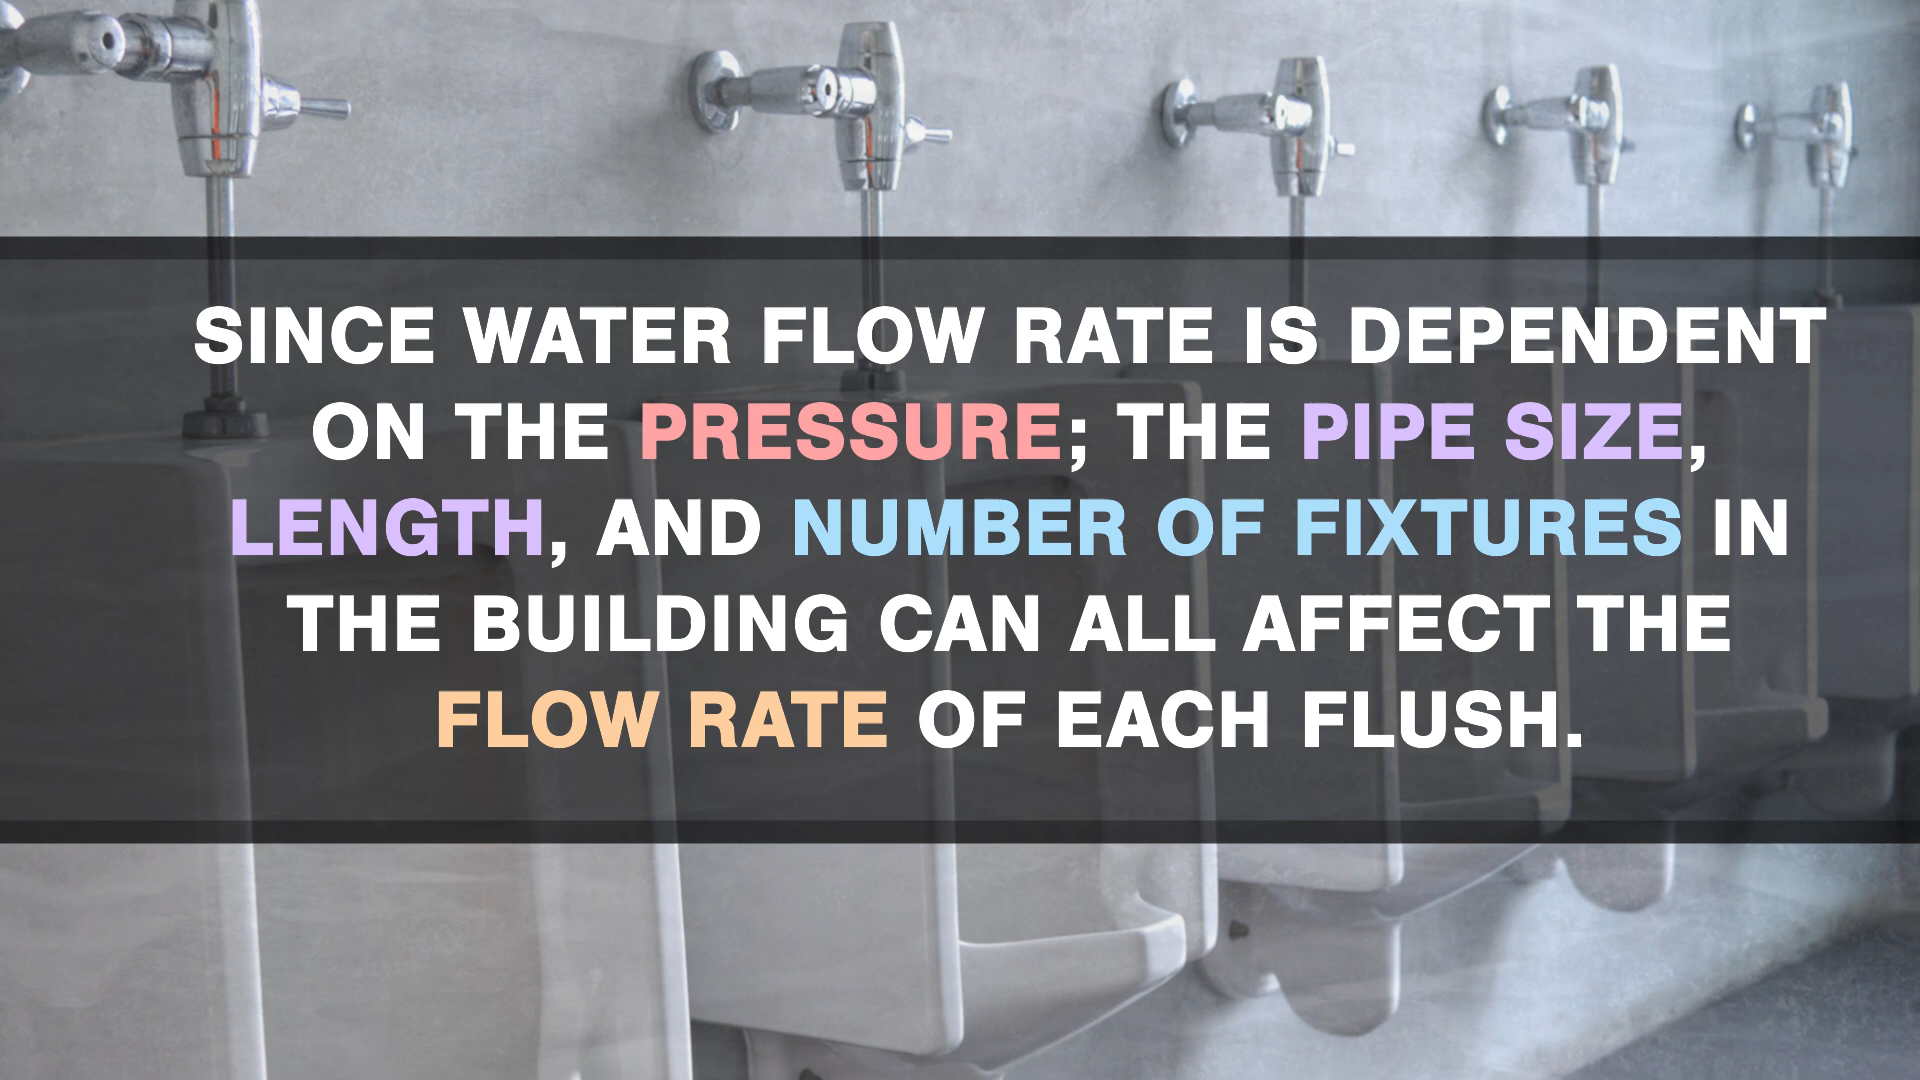 SINCE WATER FLOW RATE IS DEPENDENT
ON THE PRESSURE; THE PIPE SIZE,
LENGTH, AND NUMBER OF FIXTURES IN
THE BUILDING CAN ALL AFFECT THE
FLOW RATE OF EACH FLUSH.